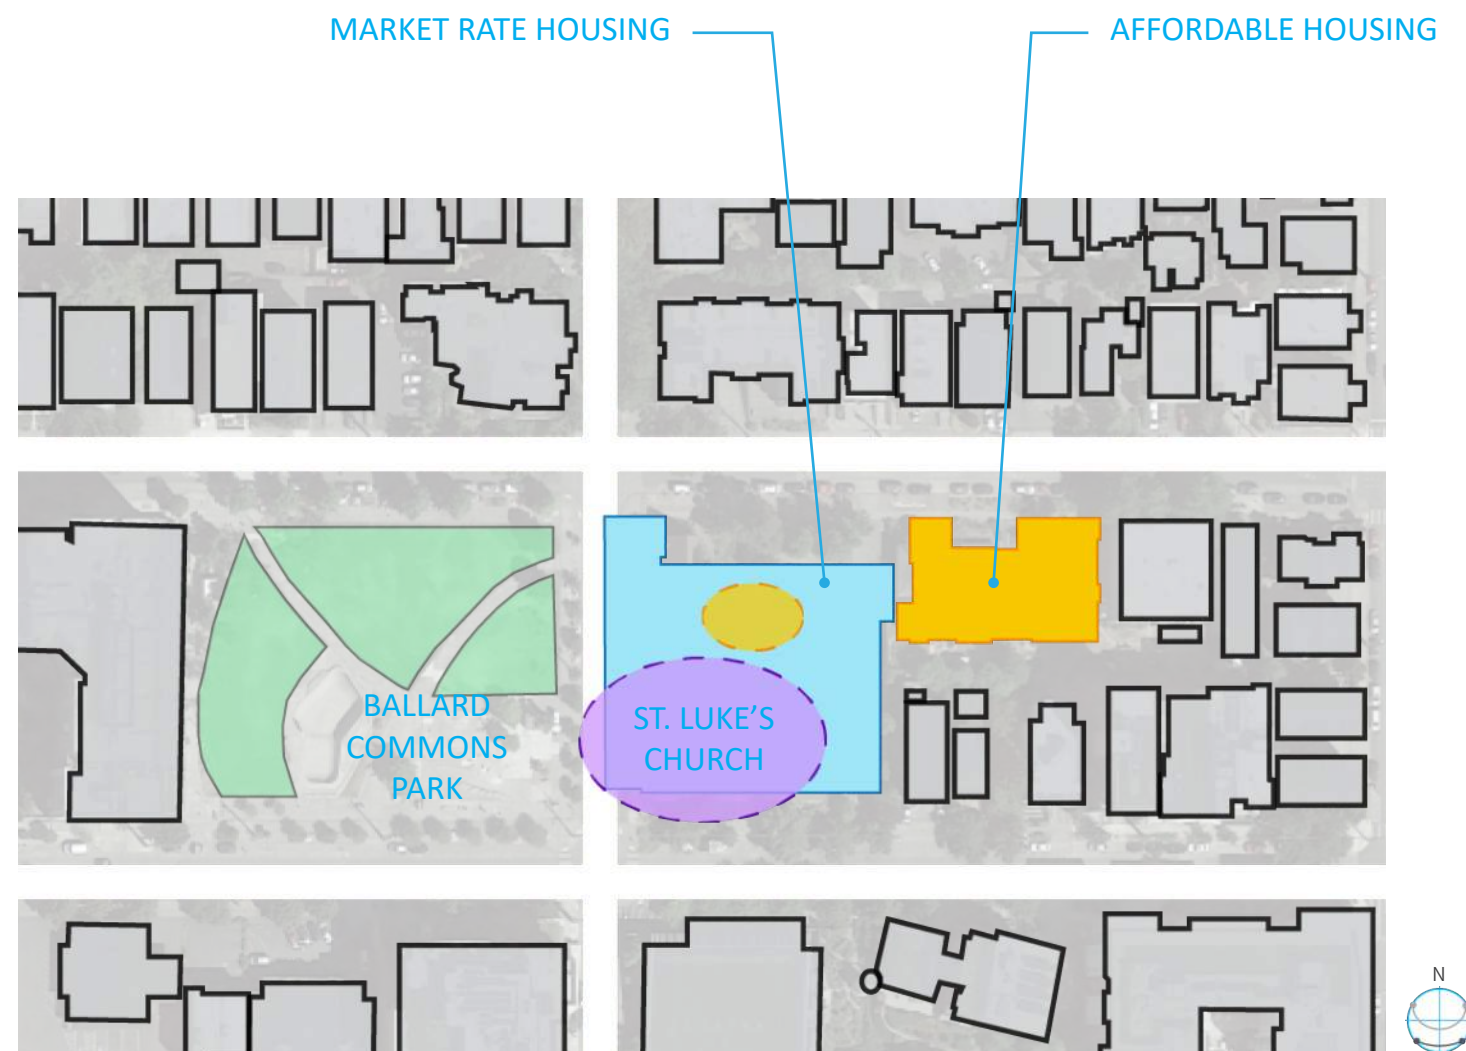 MARKET RATE HOUSING
AFFORDABLE HOUSING
BALLARD
COMMONS
PARK
ST. LUKE’S
CHURCH
N